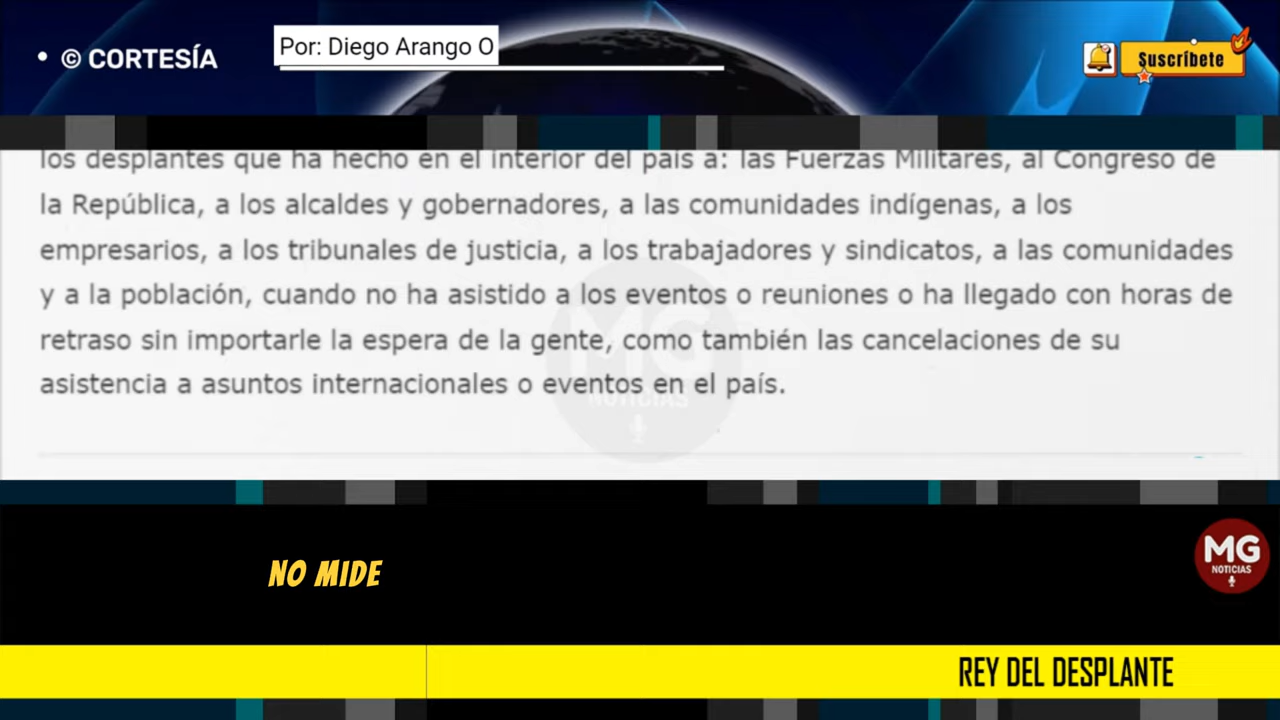 • © CORTESÍA
Por: Diego Arango O
Suscríbete
los desplantes que ha hecho en el interior del país a: las Fuerzas Militares, al Congreso de
la República, a los alcaldes y gobernadores, a las comunidades indígenas, a los
empresarios, a los tribunales de justicia, a los trabajadores y sindicatos, a las comunidades
y a la población, cuando no ha asistido a los eventos o reuniones o ha llegado con horas de
retraso sin importarle la espera de la gente, como también las cancelaciones de su
asistencia a asuntos internacionales o eventos en el país.
MG
NOTICIAS
NO MIDE
MG
NOTICIAS
REY DEL DESPLANTE